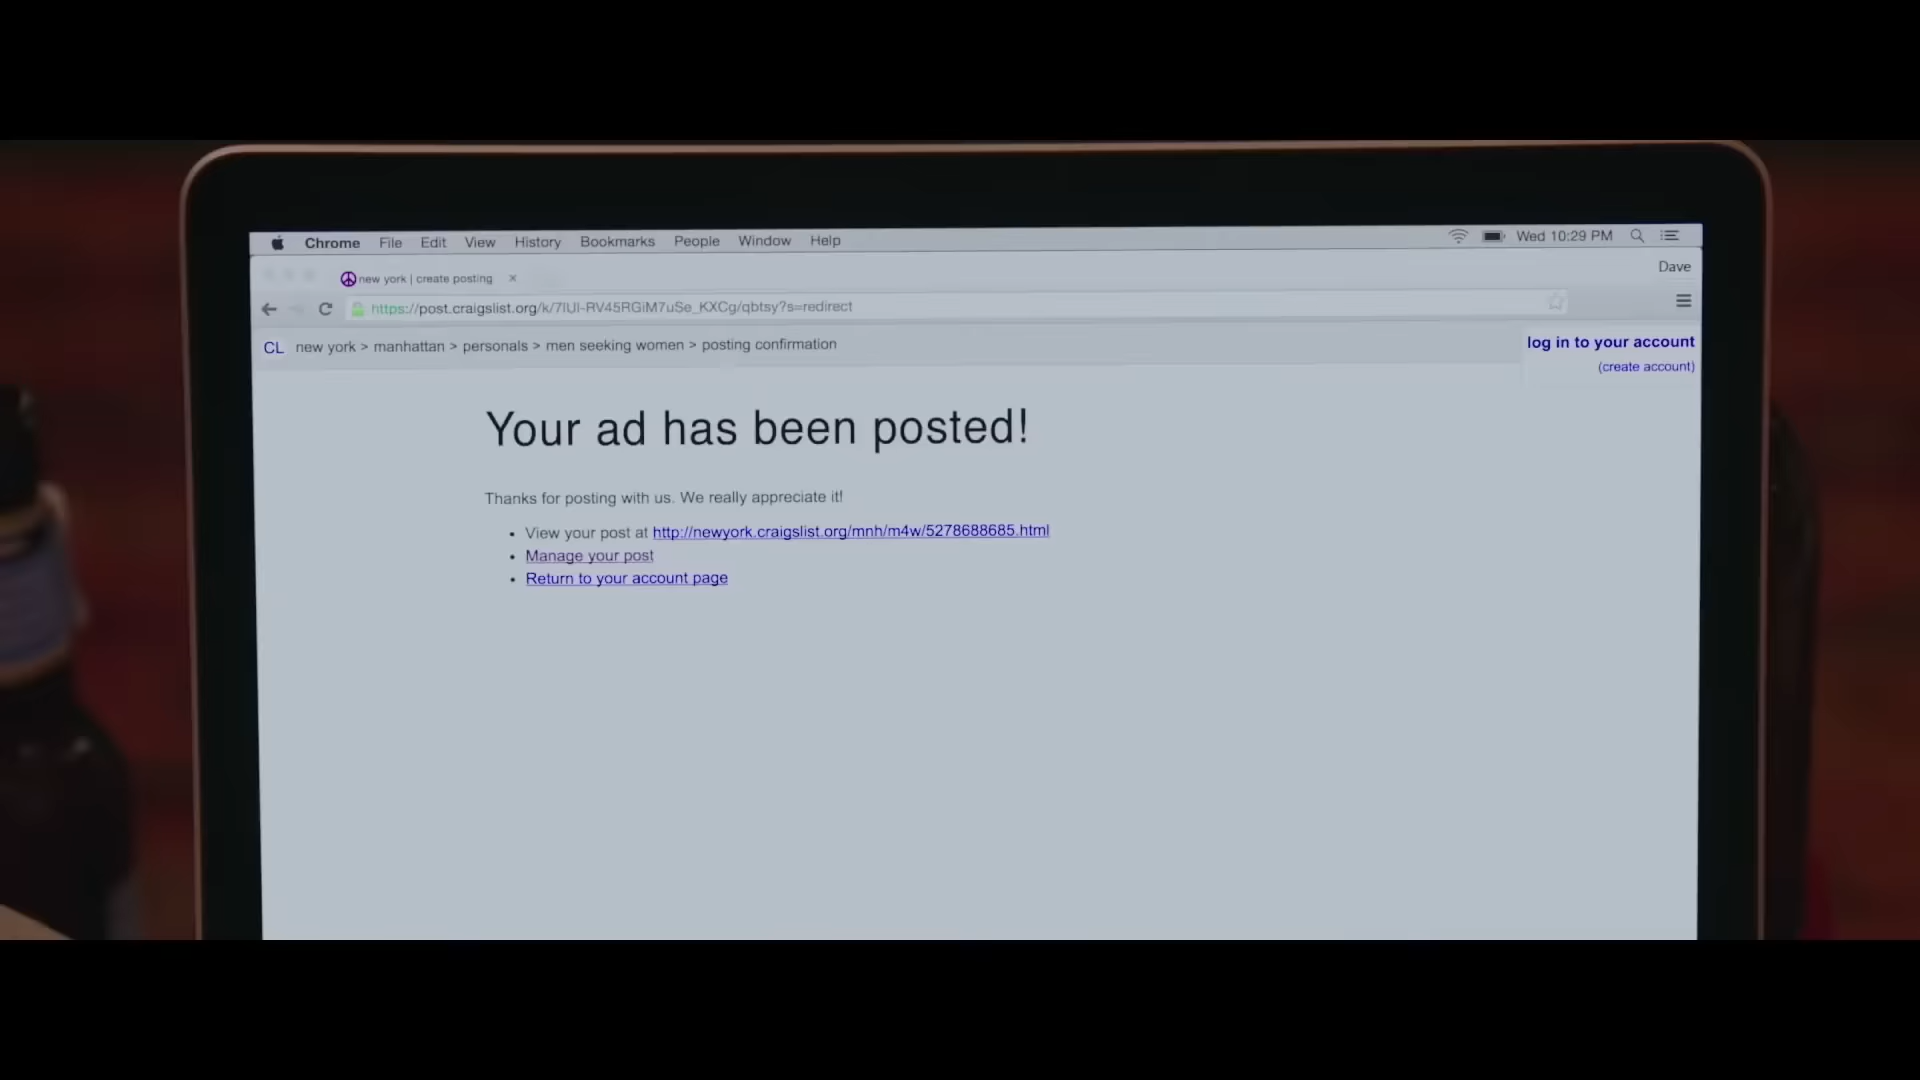 Chrome File Edit View History Bookmarks People Window Help Wed 10:29 PM
new york | create posting × Dave
https://post.craigslist.org/k/7IUI-RV45RGiM7uSe_KXCg/qbtsy?s=redirect
CL new york > manhattan > personals > men seeking women > posting confirmation log in to your account
(create account)
Your ad has been posted!
Thanks for posting with us. We really appreciate it!
• View your post at http://newyork.craigslist.org/mnh/m4w/5278688685.html
• Manage your post
• Return to your account page